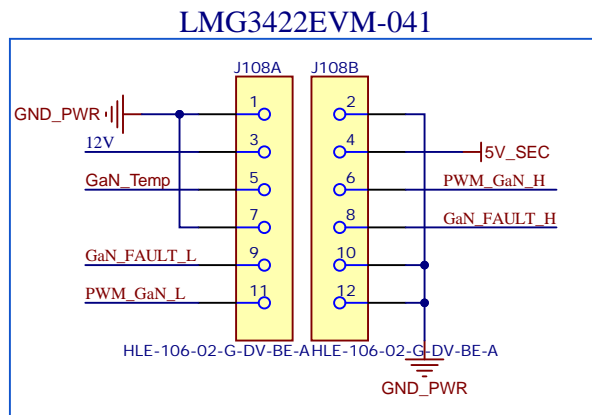 LMG3422EVM-041
J108A
J108B
GND_PWR
1
2
12V
3
4
5V_SEC
GaN_Temp
5
6
PWM_GaN_H
7
8
GaN_FAULT_H
GaN_FAULT_L
9
10
PWM_GaN_L
11
12
HLE-106-02-G-DV-BE-A
HLE-106-02-G-DV-BE-A
GND_PWR